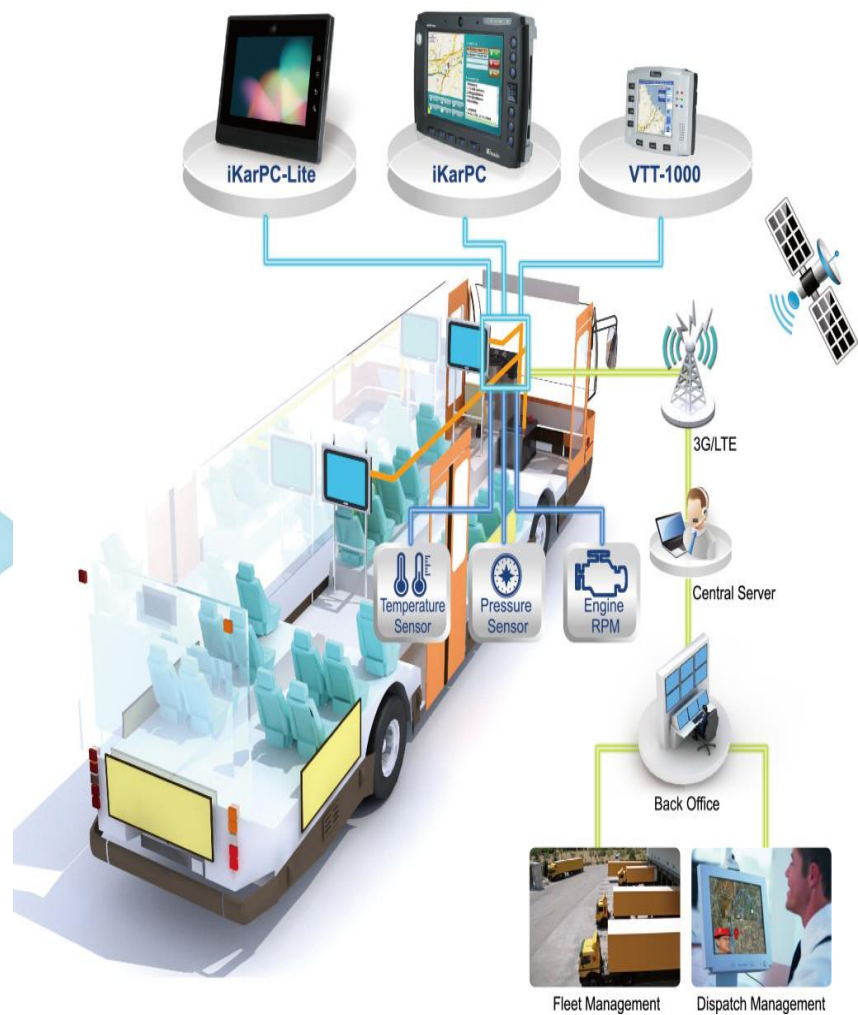 iKarPC-Lite
iKarPC
VTT-1000
3G/LTE
Temperature
Sensor
Pressure
Sensor
Engine
RPM
Central Server
Back Office
Fleet Management
Dispatch Management